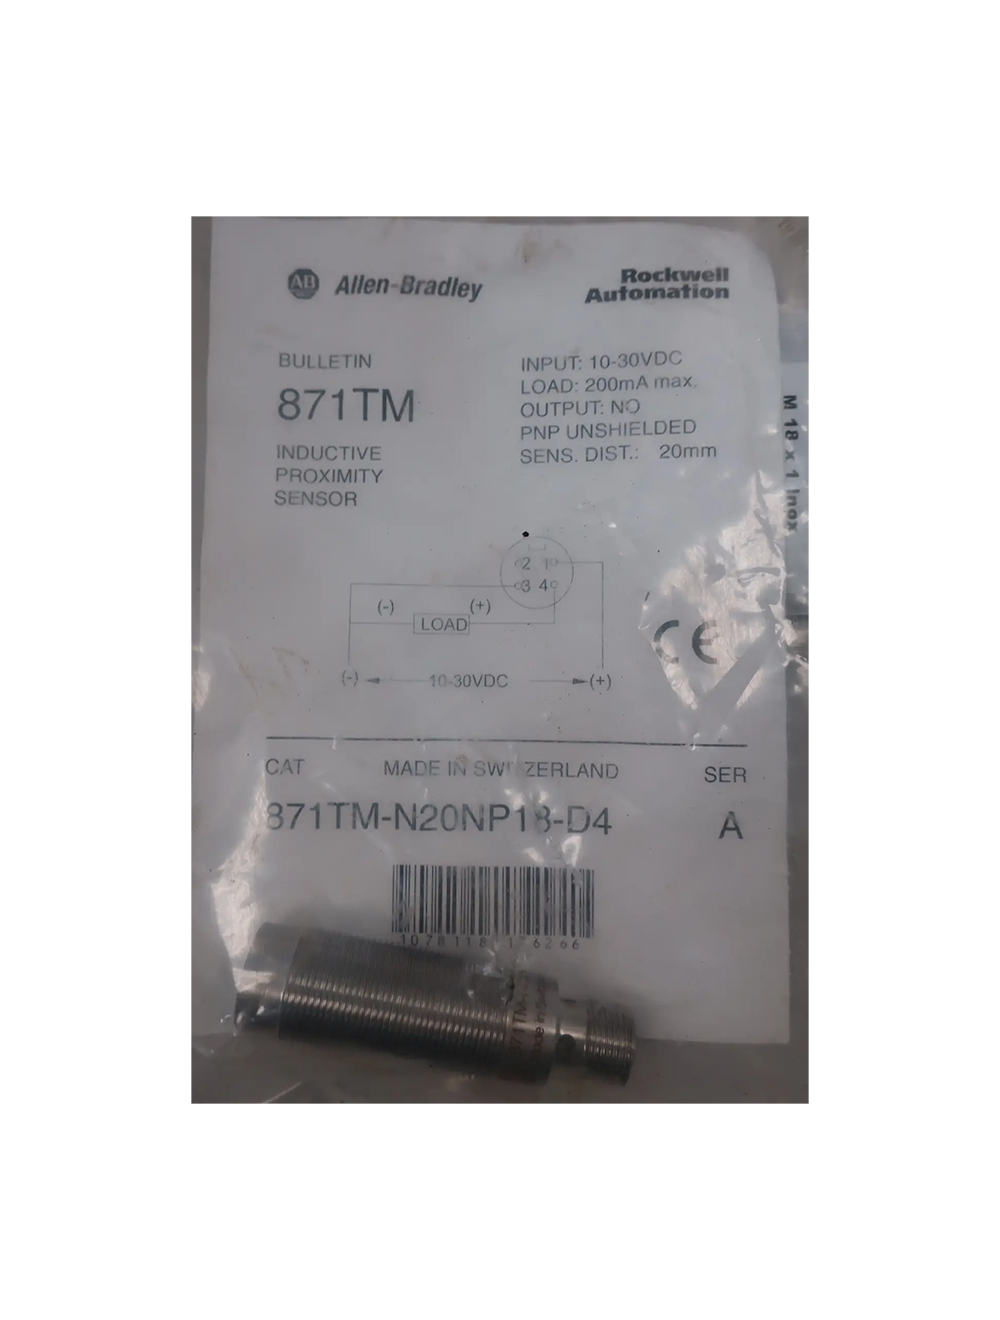 AB Allen-Bradley
Rockwell
Automation
BULLETIN
871TM
INDUCTIVE
PROXIMITY
SENSOR
INPUT: 10-30VDC
LOAD: 200mA max.
OUTPUT: NO
PNP UNSHIELDED
SENS. DIST.: 20mm
M 18 x 1 Inox
2 1
3 4
(-) (+)
LOAD
(-) 10-30VDC (+)
CE
CAT MADE IN SWITZERLAND SER
871TM-N20NP18-D4 A
871TM-